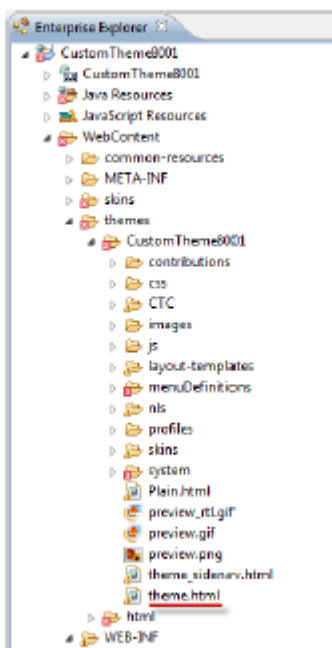 Enterprise Explorer
CustomTheme8001
CustomTheme8001
Java Resources
JavaScript Resources
WebContent
common-resources
META-INF
skins
themes
CustomTheme8001
contributions
css
CTC
images
js
layout-templates
menuDefinitions
nls
profiles
skins
system
Plain.html
preview_rtl.gif
preview.gif
preview.png
theme_sidenav.html
theme.html
html
WEB-INF